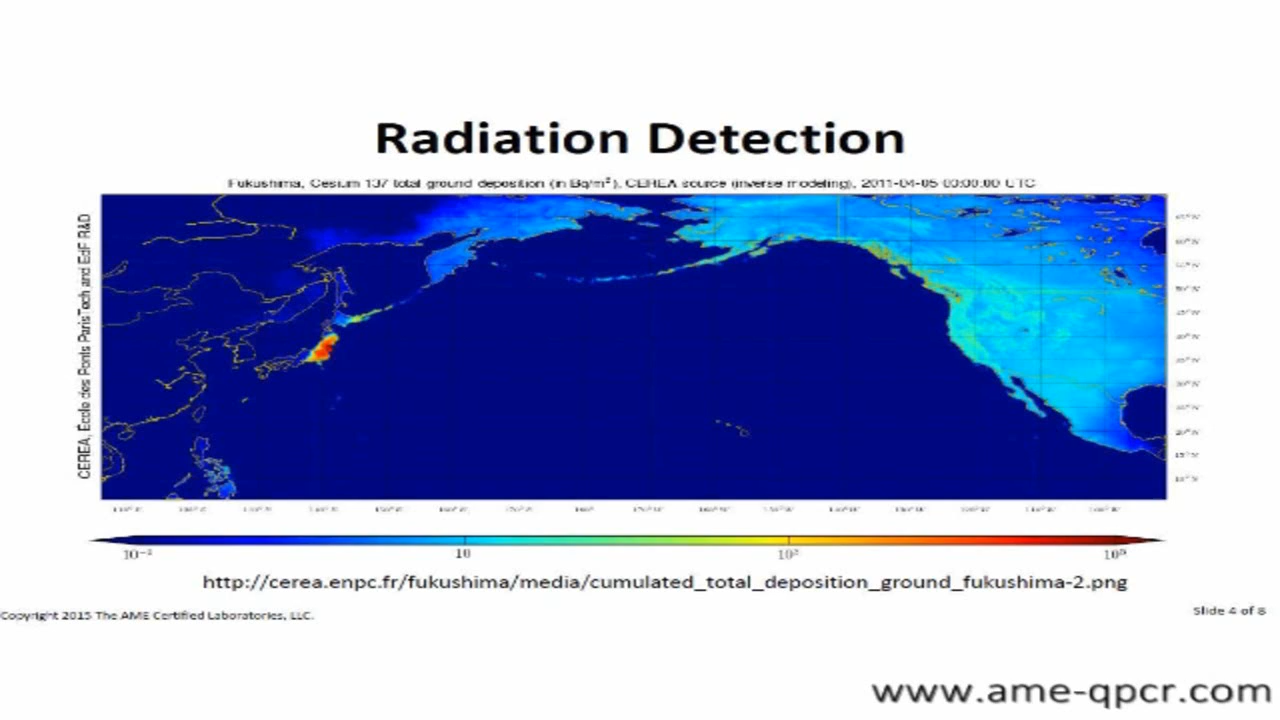 Radiation Detection
Fukushima, Cesium 137 total ground deposition (in Bq/m²), CEREA source (inverse modeling), 2011-04-05 03:00:00 UTC
CEREA, École des Ponts ParisTech and EdF R&D
10
http://cerea.enpc.fr/fukushima/media/cumulated_total_deposition_ground_fukushima-2.png
Copyright 2015 The AME Certified Laboratories, LLC.
Slide 4 of 8
www.ame-qpcr.com